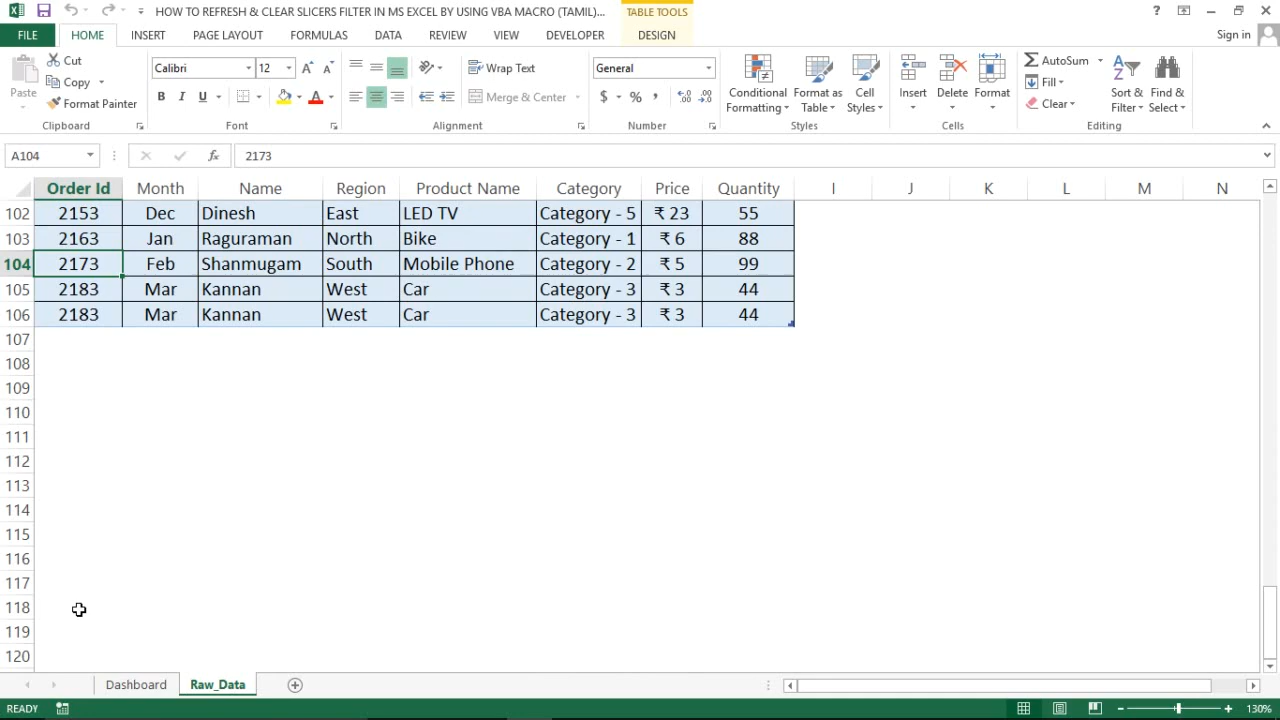 HOW TO REFRESH & CLEAR SLICERS FILTER IN MS EXCEL BY USING VBA MACRO (TAMIL)...
TABLE TOOLS
?
FILE HOME INSERT PAGE LAYOUT FORMULAS DATA REVIEW VIEW DEVELOPER DESIGN Sign in
Paste
Cut
Copy
Format Painter
Clipboard
Calibri 12
B I U A
Font
Wrap Text
Merge & Center
Alignment
General
$ % ,
Number
Conditional Formatting
Format as Table
Cell Styles
Styles
Insert Delete Format
Cells
AutoSum
Fill
Clear
Sort & Filter
Find & Select
Editing
A104 fx 2173
Order Id Month Name Region Product Name Category Price Quantity I J K L M N
102 2153 Dec Dinesh East LED TV Category - 5 ₹ 23 55
103 2163 Jan Raguraman North Bike Category - 1 ₹ 6 88
104 2173 Feb Shanmugam South Mobile Phone Category - 2 ₹ 5 99
105 2183 Mar Kannan West Car Category - 3 ₹ 3 44
106 2183 Mar Kannan West Car Category - 3 ₹ 3 44
107
108
109
110
111
112
113
114
115
116
117
118
119
120
Dashboard Raw_Data
READY 130%